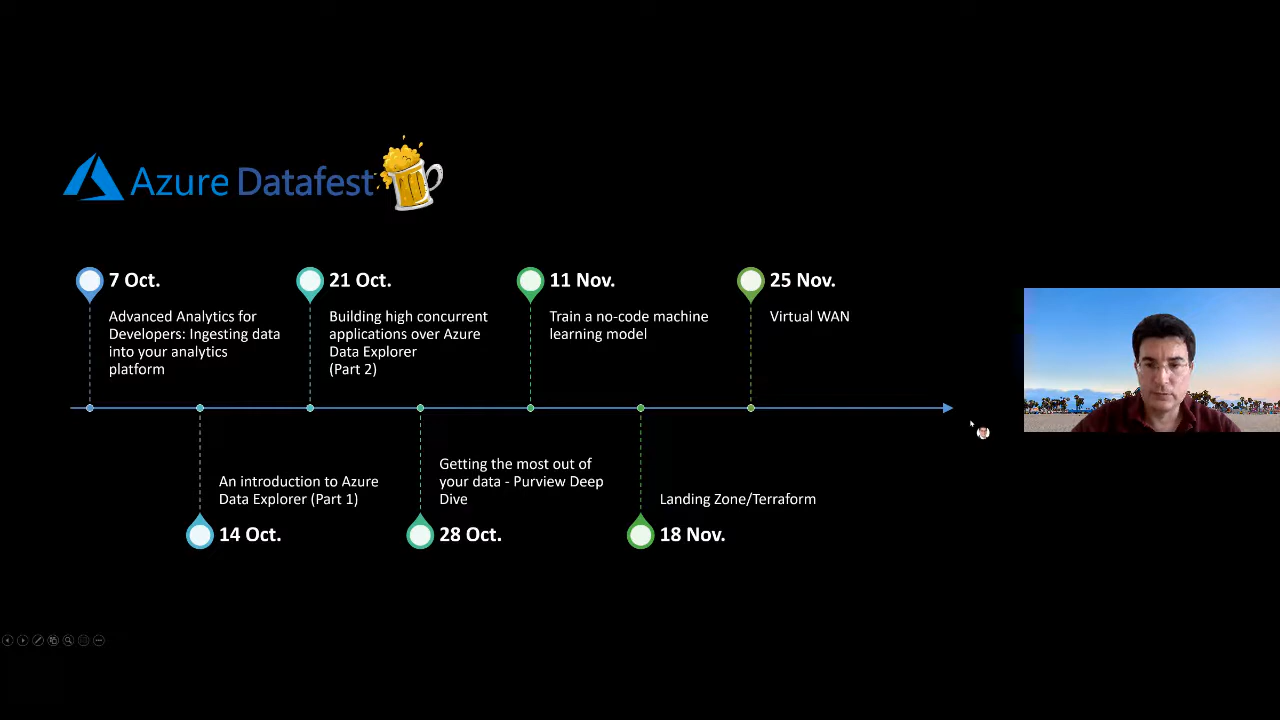 Azure Datafest
7 Oct.
Advanced Analytics for
Developers: Ingesting data
into your analytics
platform
21 Oct.
Building high concurrent
applications over Azure
Data Explorer
(Part 2)
11 Nov.
Train a no-code machine
learning model
25 Nov.
Virtual WAN
An introduction to Azure
Data Explorer (Part 1)
14 Oct.
Getting the most out of
your data - Purview Deep
Dive
28 Oct.
Landing Zone/Terraform
18 Nov.